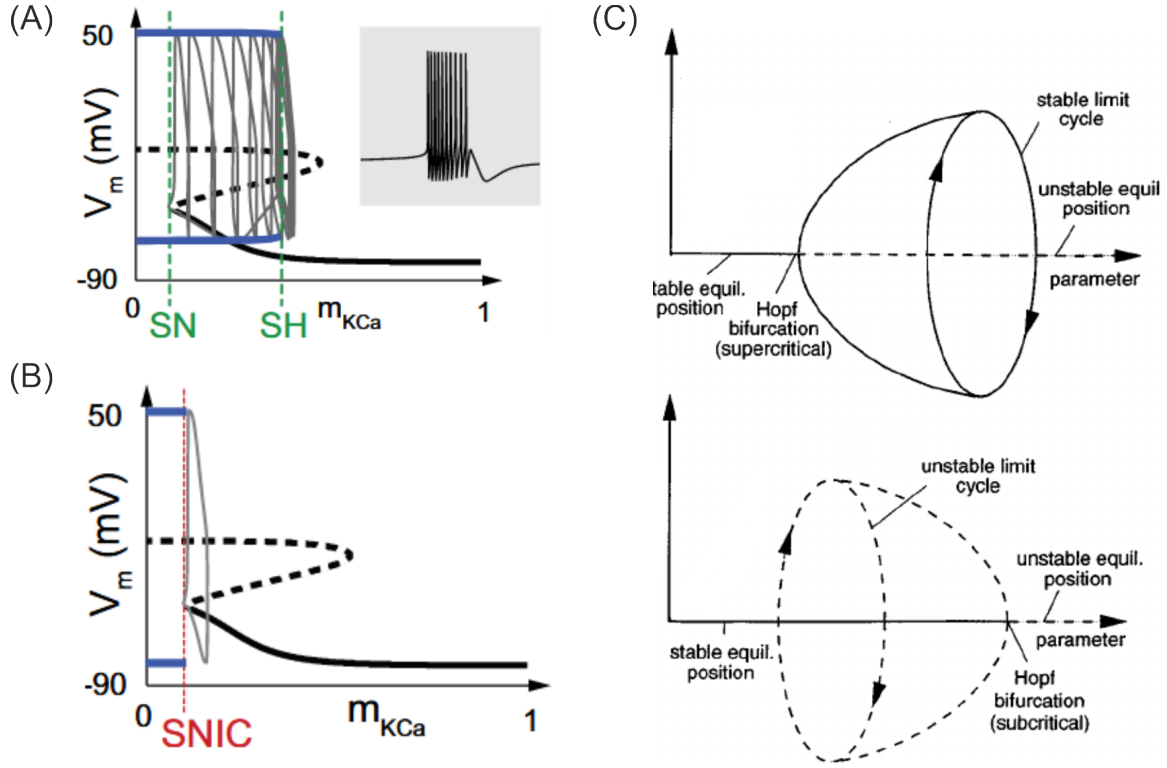 (A)
50
Vm (mV)
-90
0
SN
SH
mKCa
1
(B)
50
Vm (mV)
-90
0
SNIC
mKCa
1
(C)
stable limit
cycle
unstable equil
position
parameter
table equil.
position
Hopf
bifurcation
(supercritical)
unstable limit
cycle
unstable equil.
position
parameter
stable equil.
position
Hopf
bifurcation
(subcritical)